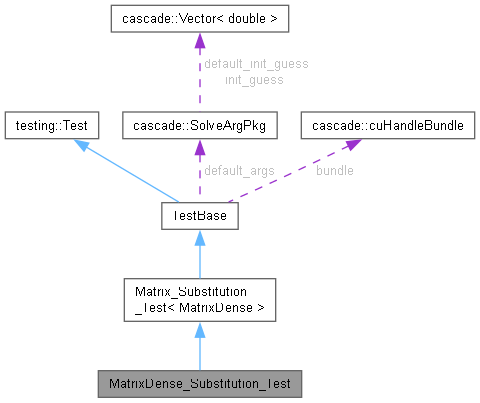 cascade::Vector< double >
default_init_guess
init_guess
testing::Test
cascade::SolveArgPkg
cascade::cuHandleBundle
default_args
bundle
TestBase
Matrix_Substitution
_Test< MatrixDense >
MatrixDense_Substitution_Test